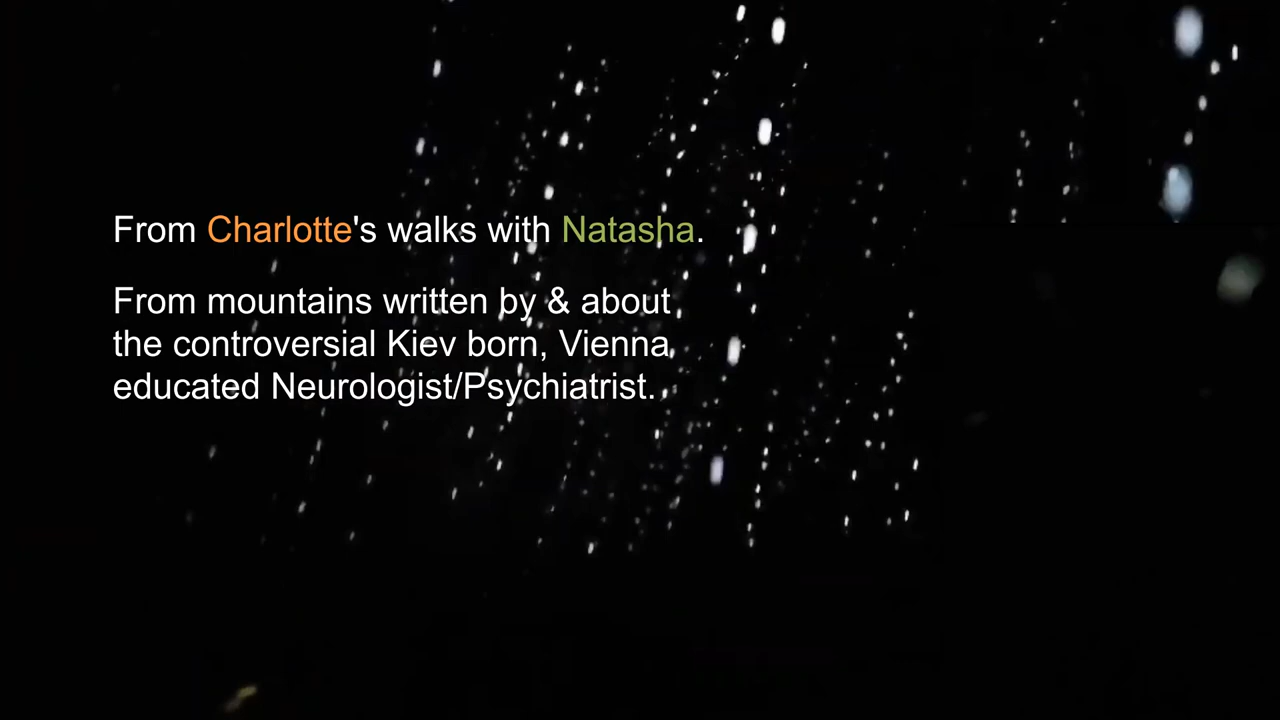 From Charlotte's walks with Natasha.
From mountains written by & about
the controversial Kiev born, Vienna
educated Neurologist/Psychiatrist.